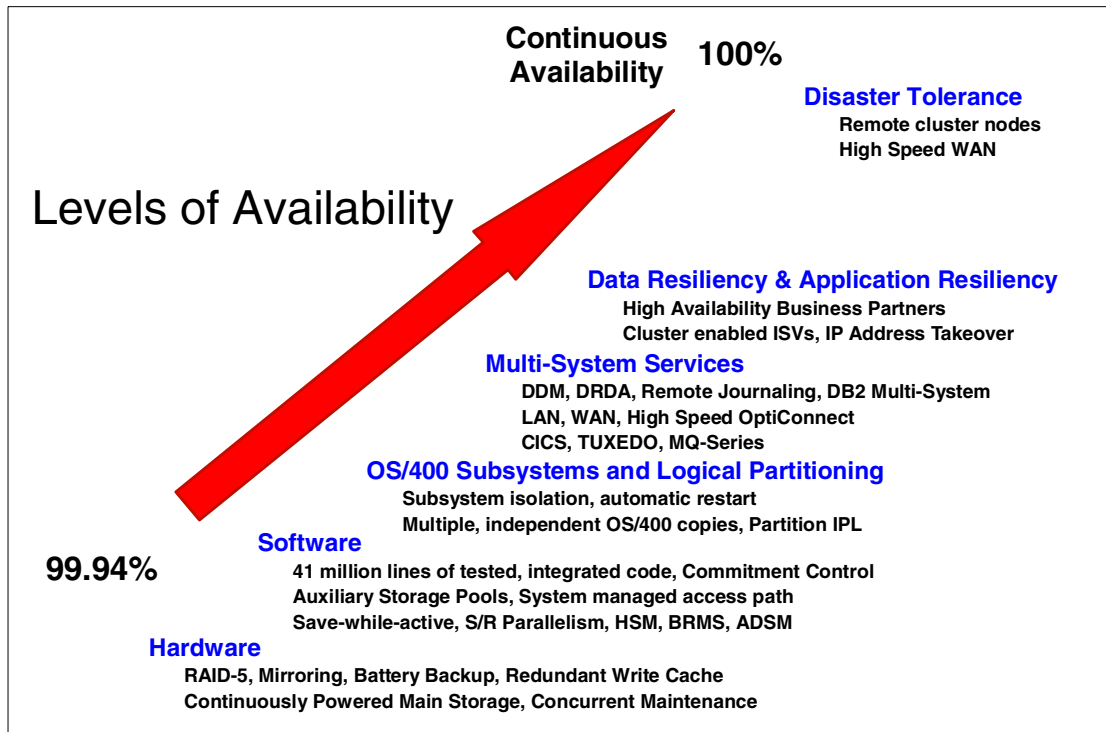 Continuous
Availability
100%
Disaster Tolerance
Remote cluster nodes
High Speed WAN
Levels of Availability
Data Resiliency & Application Resiliency
High Availability Business Partners
Cluster enabled ISVs, IP Address Takeover
Multi-System Services
DDM, DRDA, Remote Journaling, DB2 Multi-System
LAN, WAN, High Speed OptiConnect
CICS, TUXEDO, MQ-Series
OS/400 Subsystems and Logical Partitioning
Subsystem isolation, automatic restart
Multiple, independent OS/400 copies, Partition IPL
Software
99.94%
41 million lines of tested, integrated code, Commitment Control
Auxiliary Storage Pools, System managed access path
Save-while-active, S/R Parallelism, HSM, BRMS, ADSM
Hardware
RAID-5, Mirroring, Battery Backup, Redundant Write Cache
Continuously Powered Main Storage, Concurrent Maintenance